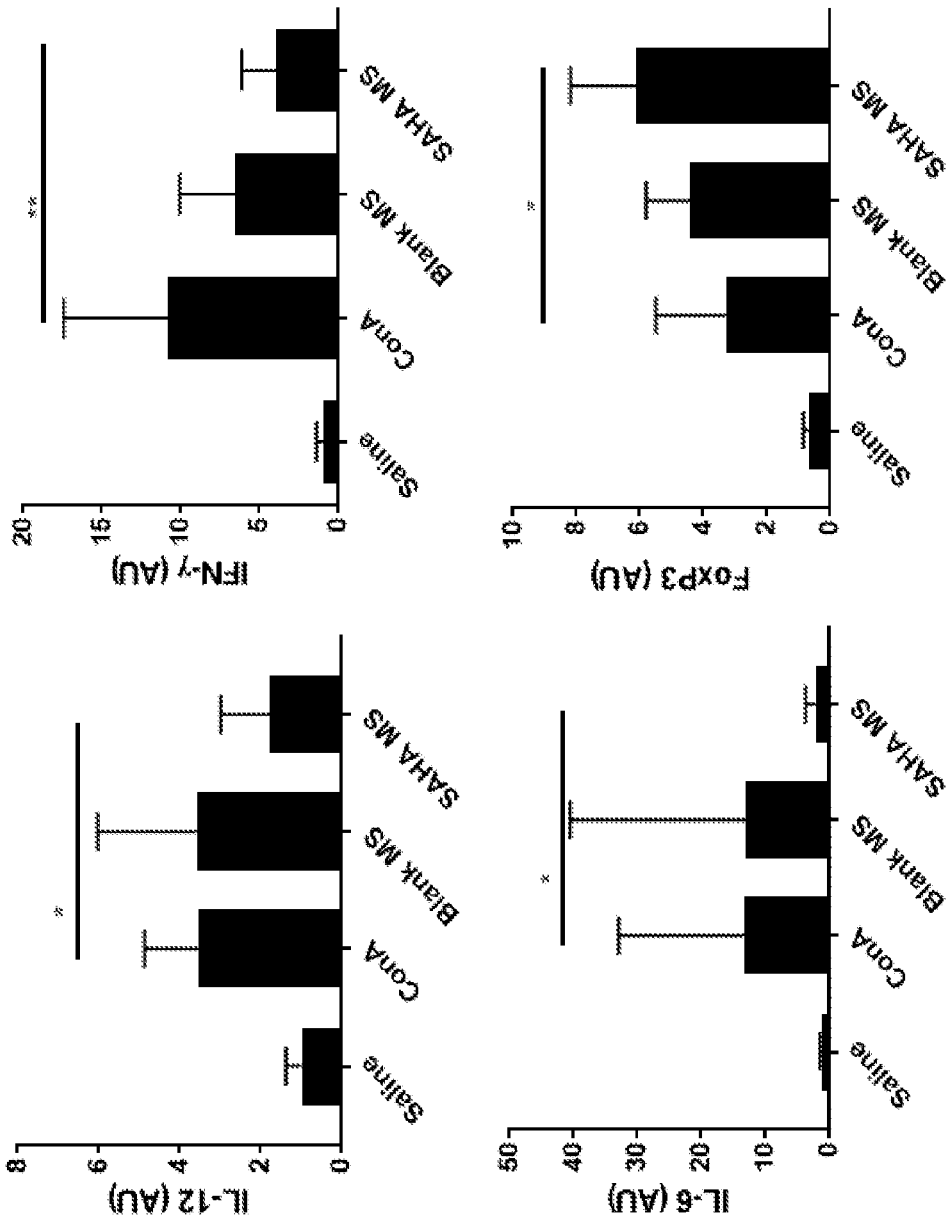 *
IL-12 (AU)
8
6
4
2
0
Saline
ConA
Blank MS
SAHA MS
**
IFN-γ (AU)
20
15
10
5
0
Saline
ConA
Blank MS
SAHA MS
*
IL-6 (AU)
50
40
30
20
10
0
Saline
ConA
Blank MS
SAHA MS
*
FoxP3 (AU)
10
8
6
4
2
0
Saline
ConA
Blank MS
SAHA MS